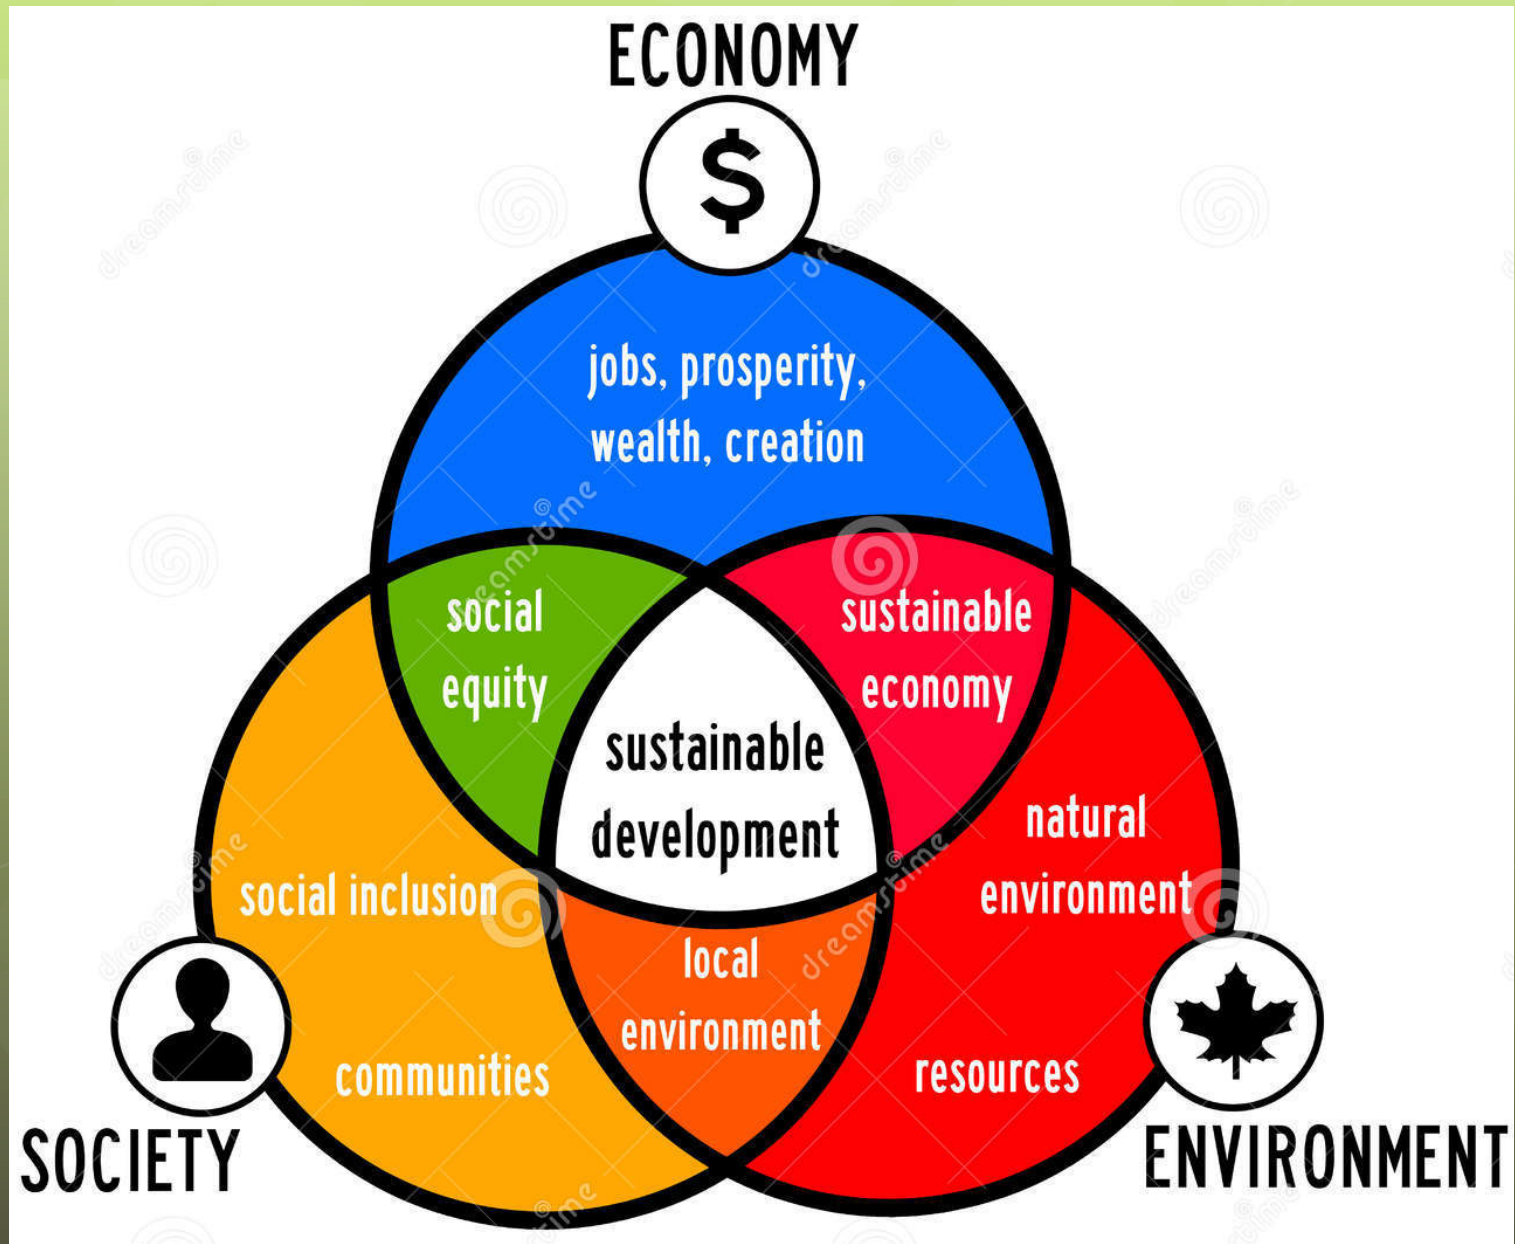 ECONOMY
$
jobs, prosperity,
wealth, creation
social
equity
sustainable
economy
sustainable
development
natural
environment
social inclusion
local
environment
communities
resources
SOCIETY
ENVIRONMENT
dreamstime